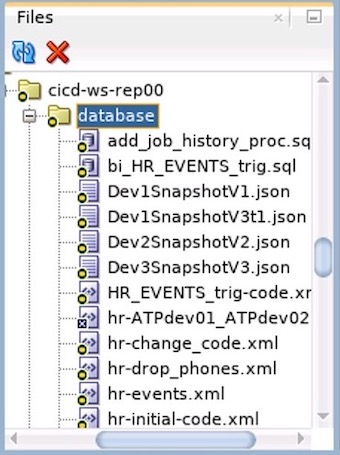 Files
cicd-ws-rep00
database
add_job_history_proc.sq
bi_HR_EVENTS_trig.sql
Dev1SnapshotV1.json
Dev1SnapshotV3t1.json
Dev2SnapshotV2.json
Dev3SnapshotV3.json
HR_EVENTS_trig-code.xr
hr-ATPdev01_ATPdev02
hr-change_code.xml
hr-drop_phones.xml
hr-events.xml
hr-initial-code.xml